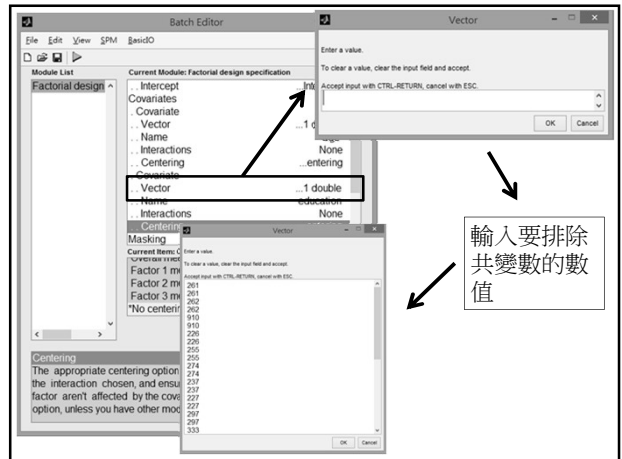 Batch Editor
File Edit View SPM BasicIO
Module List
Factorial design
Current Module: Factorial design specification
. . Intercept
Covariates
. Covariate
. . Vector
. . Name
. . Interactions None
. . Centering ...entering
. Covariate
. . Vector ...1 double
. . Name education
. . Interactions None
. . Centering
Masking
Current Item:
Overall
Factor 1
Factor 2
Factor 3
*No
Centering
The appropriate centering option
the interaction chosen, and
factor aren't affected by the
option, unless you have other
Vector
Enter a value.
To clear a value, clear the input field and accept.
Accept input with CTRL-RETURN, cancel with ESC.
OK Cancel
輸入要排除
共變數的數
值
Vector
Enter a value.
To clear a value, clear the input field and accept.
Accept input with CTRL-RETURN, cancel with ESC.
261
261
262
262
910
910
226
226
255
255
274
274
237
237
227
227
297
297
333
OK Cancel